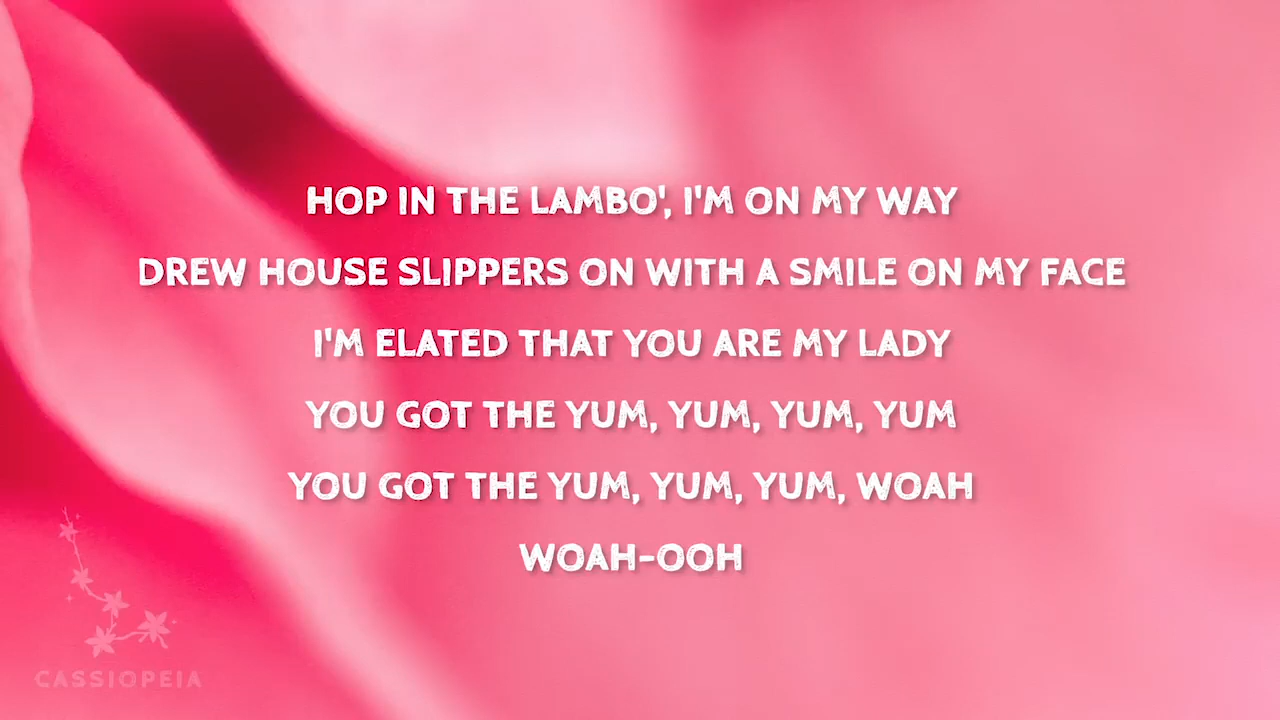 HOP IN THE LAMBO', I'M ON MY WAY
DREW HOUSE SLIPPERS ON WITH A SMILE ON MY FACE
I'M ELATED THAT YOU ARE MY LADY
YOU GOT THE YUM, YUM, YUM, YUM
YOU GOT THE YUM, YUM, YUM, WOAH
WOAH-OOH
CASSIOPEIA